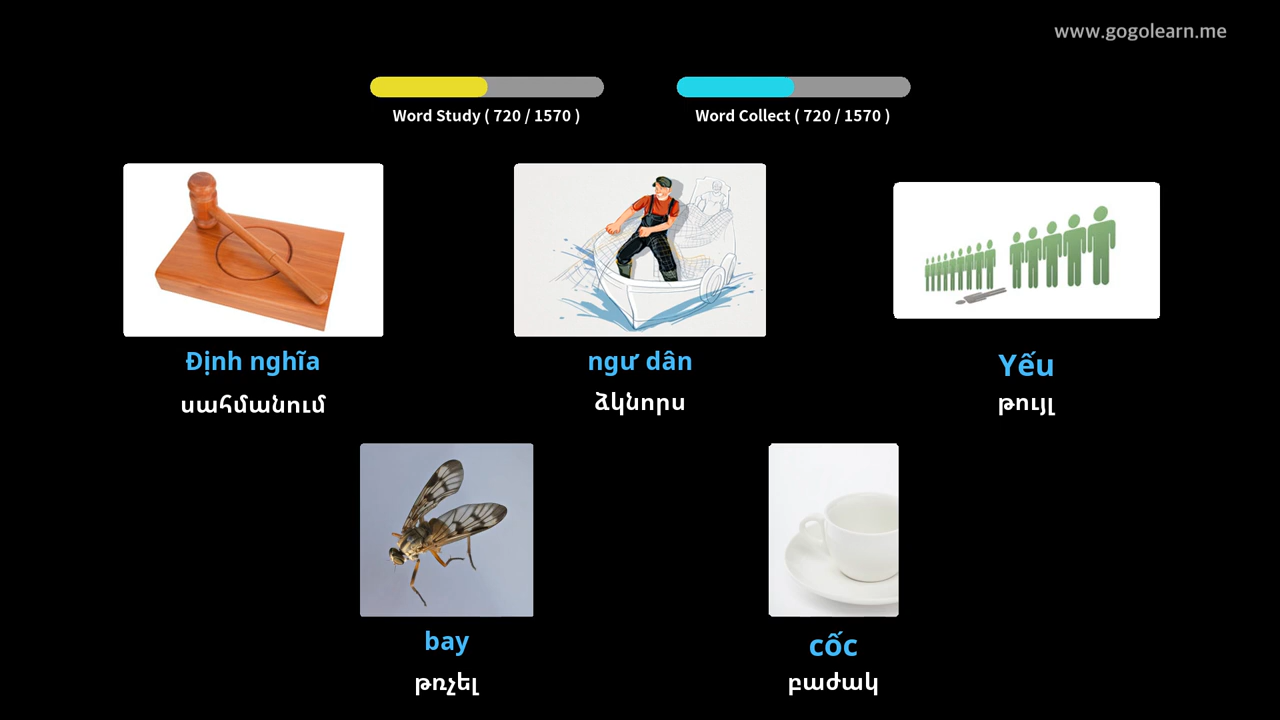 www.gogolearn.me
Word Study ( 720 / 1570 )
Word Collect ( 720 / 1570 )
Định nghĩa
սահմանում
ngư dân
ձկնորս
Yếu
թույլ
bay
թռչել
cốc
բաժակ